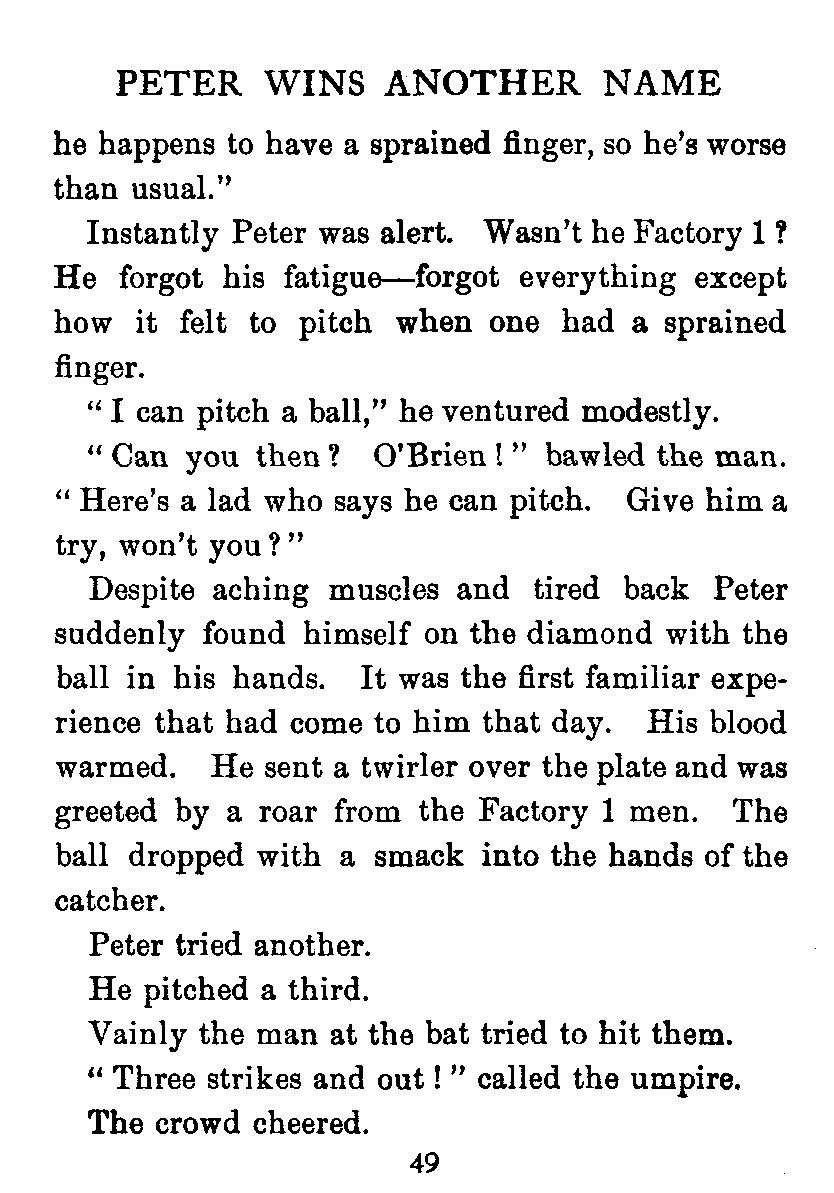 PETER WINS ANOTHER NAME
he happens to have a sprained finger, so he's worse
than usual."
Instantly Peter was alert. Wasn't he Factory 1 ?
He forgot his fatigue—forgot everything except
how it felt to pitch when one had a sprained
finger.
" I can pitch a ball," he ventured modestly.
" Can you then ? O'Brien ! " bawled the man.
" Here's a lad who says he can pitch. Give him a
try, won't you ? "
Despite aching muscles and tired back Peter
suddenly found himself on the diamond with the
ball in his hands. It was the first familiar expe-
rience that had come to him that day. His blood
warmed. He sent a twirler over the plate and was
greeted by a roar from the Factory 1 men. The
ball dropped with a smack into the hands of the
catcher.
Peter tried another.
He pitched a third.
Vainly the man at the bat tried to hit them.
" Three strikes and out ! " called the umpire.
The crowd cheered.
49